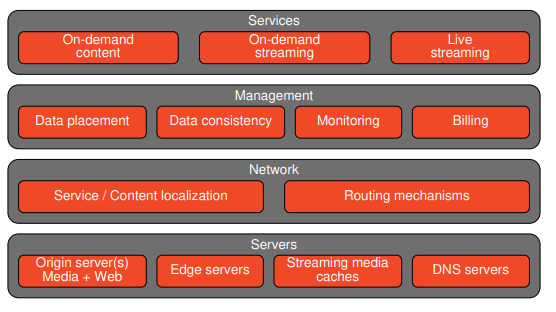 Services
On-demand
content
On-demand
streaming
Live
streaming
Management
Data placement
Data consistency
Monitoring
Billing
Network
Service / Content localization
Routing mechanisms
Servers
Origin server(s)
Media + Web
Edge servers
Streaming media
caches
DNS servers